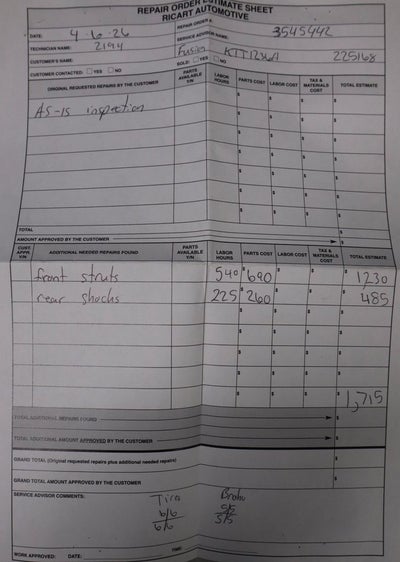 REPAIR ORDER ESTIMATE SHEET
RICART AUTOMOTIVE
DATE: 4-6-26 REPAIR ORDER #: 3545442
TECHNICIAN NAME: 2194 SERVICE ADVISOR NAME:
CUSTOMER'S NAME: Fusion 225168
CUSTOMER CONTACTED: YES NO SOLD: YES NO
ORIGINAL REQUESTED REPAIRS BY THE CUSTOMER PARTS AVAILABLE Y/N LABOR HOURS PARTS COST LABOR COST TAX & MATERIALS COST TOTAL ESTIMATE
AS-IS inspection
TOTAL
AMOUNT APPROVED BY THE CUSTOMER
CUST. APPR. Y/N ADDITIONAL NEEDED REPAIRS FOUND PARTS AVAILABLE Y/N LABOR HOURS PARTS COST LABOR COST TAX & MATERIALS COST TOTAL ESTIMATE
front struts 540 $690 $ $ $1230
rear shocks 225 $260 $ $ $485
1,715
TOTAL ADDITIONAL REPAIRS FOUND $
TOTAL ADDITIONAL AMOUNT APPROVED BY THE CUSTOMER $
GRAND TOTAL (Original requested repairs plus additional needed repairs) $
GRAND TOTAL AMOUNT APPROVED BY THE CUSTOMER $
SERVICE ADVISOR COMMENTS:
6/6 5/5
6/6 5/5
WORK APPROVED: DATE: TIME: